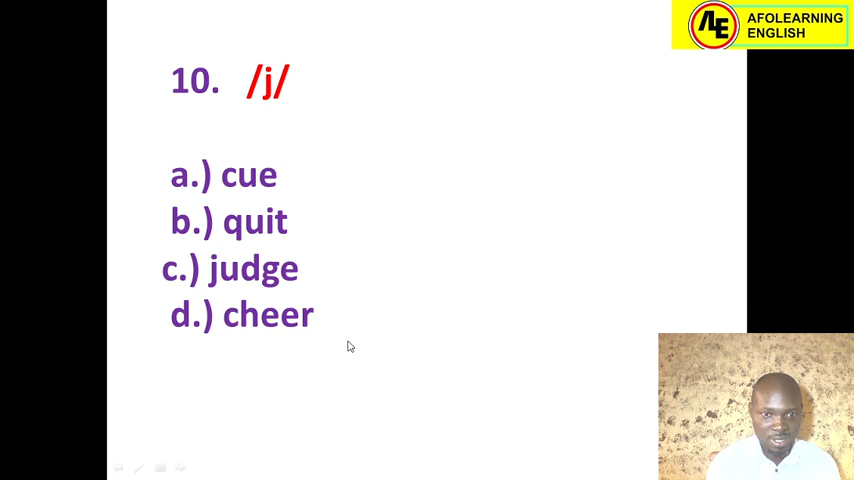 AFOLEARNING
ENGLISH
10. /j/
a.) cue
b.) quit
c.) judge
d.) cheer